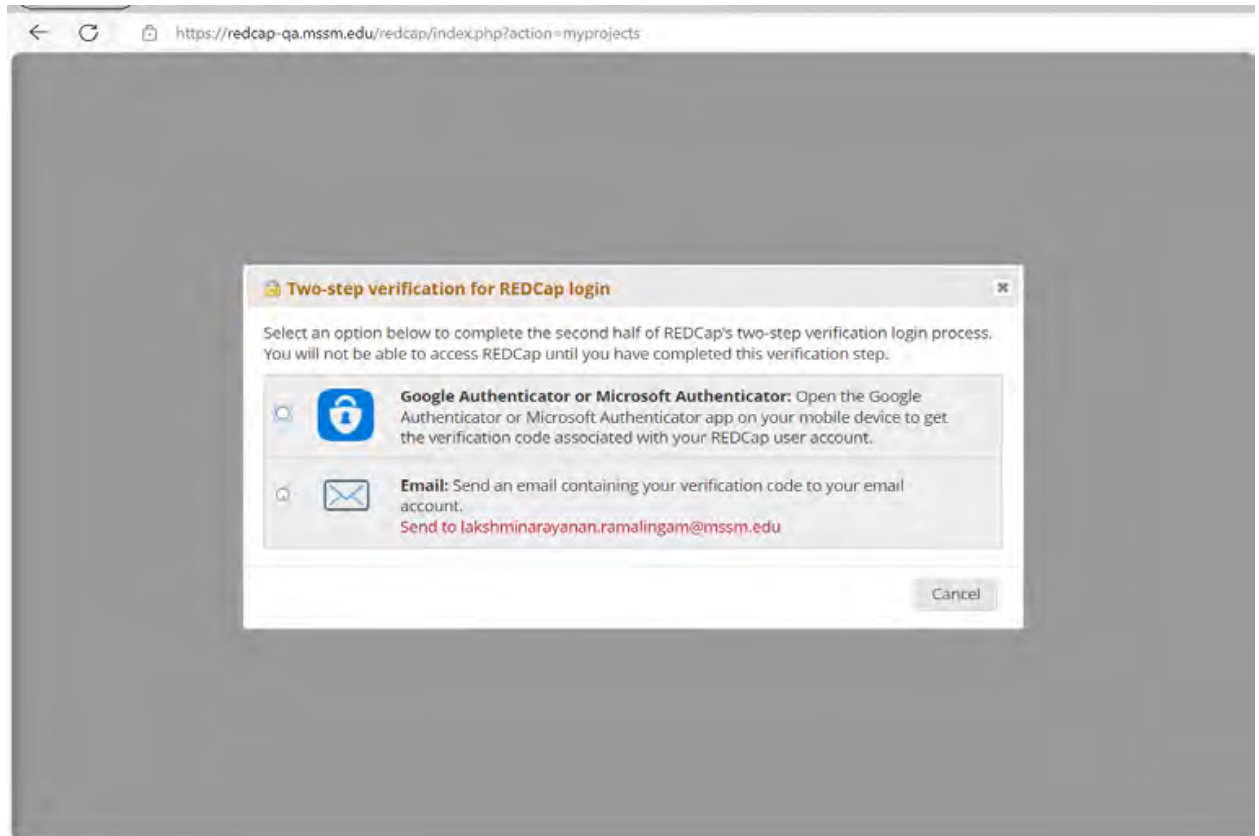 https://redcap-qa.mssm.edu/redcap/index.php?action=myprojects
Two-step verification for REDCap login
Select an option below to complete the second half of REDCap's two-step verification login process.
You will not be able to access REDCap until you have completed this verification step.
Google Authenticator or Microsoft Authenticator: Open the Google
Authenticator or Microsoft Authenticator app on your mobile device to get
the verification code associated with your REDCap user account.
Email: Send an email containing your verification code to your email
account.
Send to lakshminarayanan.ramalingam@mssm.edu
Cancel